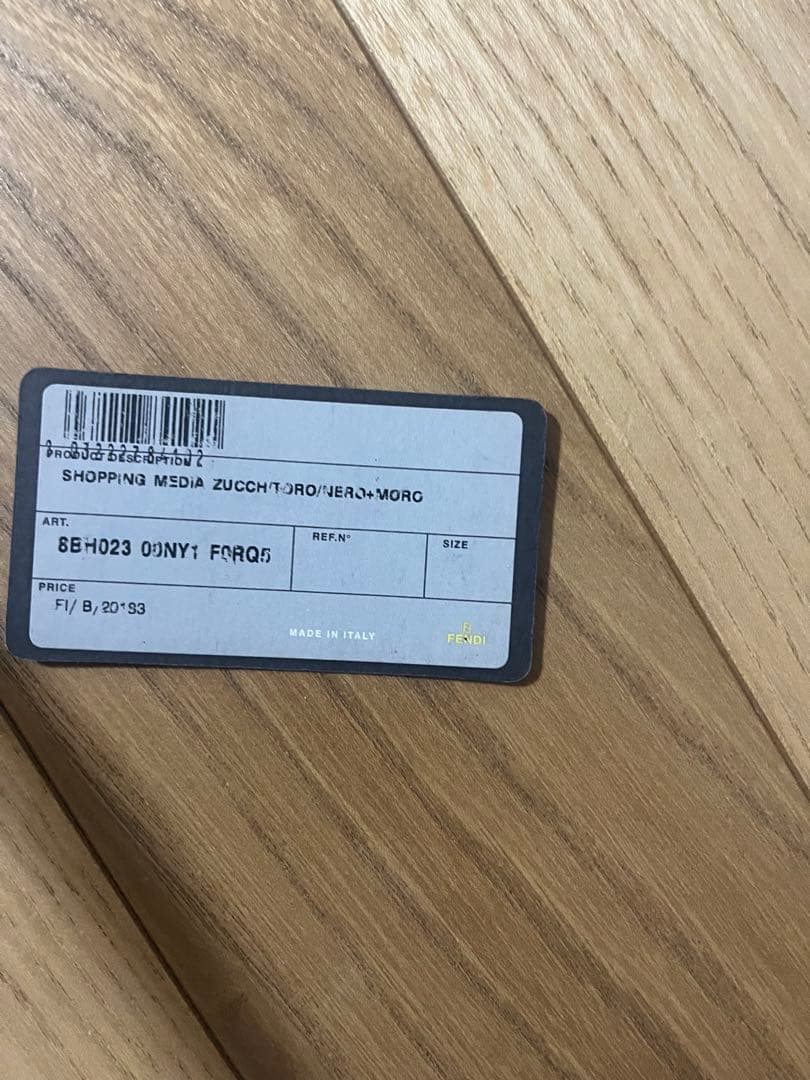 PRODUCT DESCRIPTION
SHOPPING MEDIA ZUCCH/TORO/NERO+MORO
ART.
8BH023 00NY1 F0RQ5
REF.N°
SIZE
PRICE
FI/ B/
MADE IN ITALY
FENDI